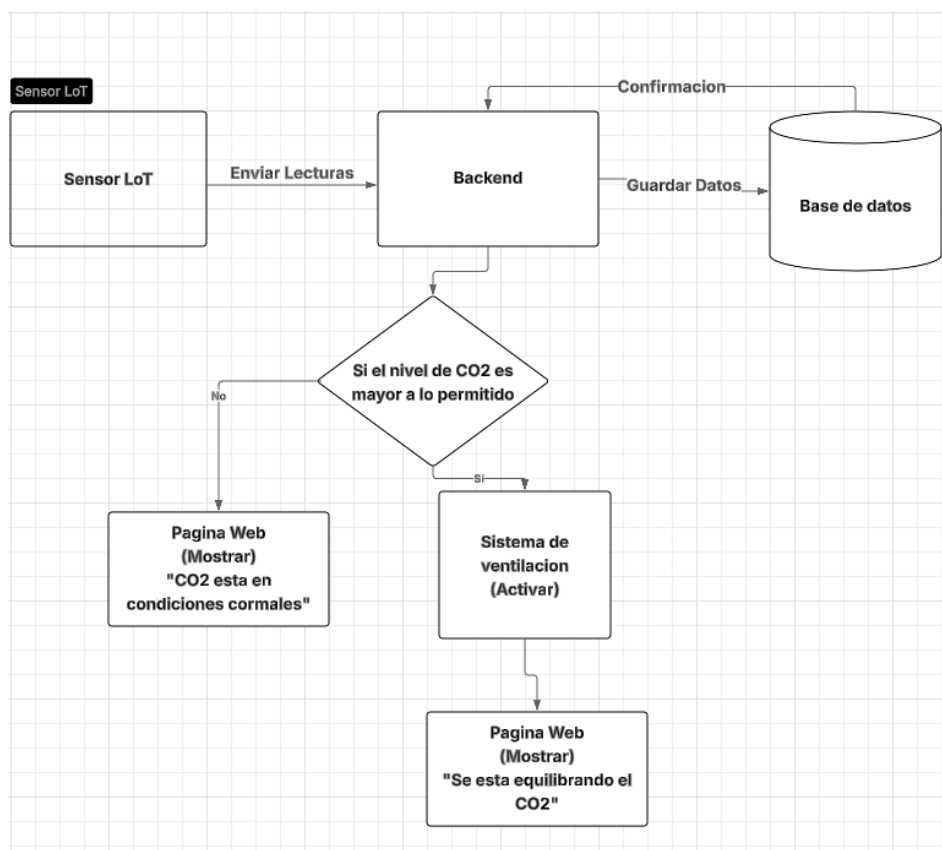 Sensor LoT
Confirmacion
Sensor LoT
Enviar Lecturas
Backend
Guardar Datos
Base de datos
Si el nivel de CO2 es
mayor a lo permitido
No
Si
Pagina Web
(Mostrar)
"CO2 esta en
condiciones cormales"
Sistema de
ventilacion
(Activar)
Pagina Web
(Mostrar)
"Se esta equilibrando el
CO2"